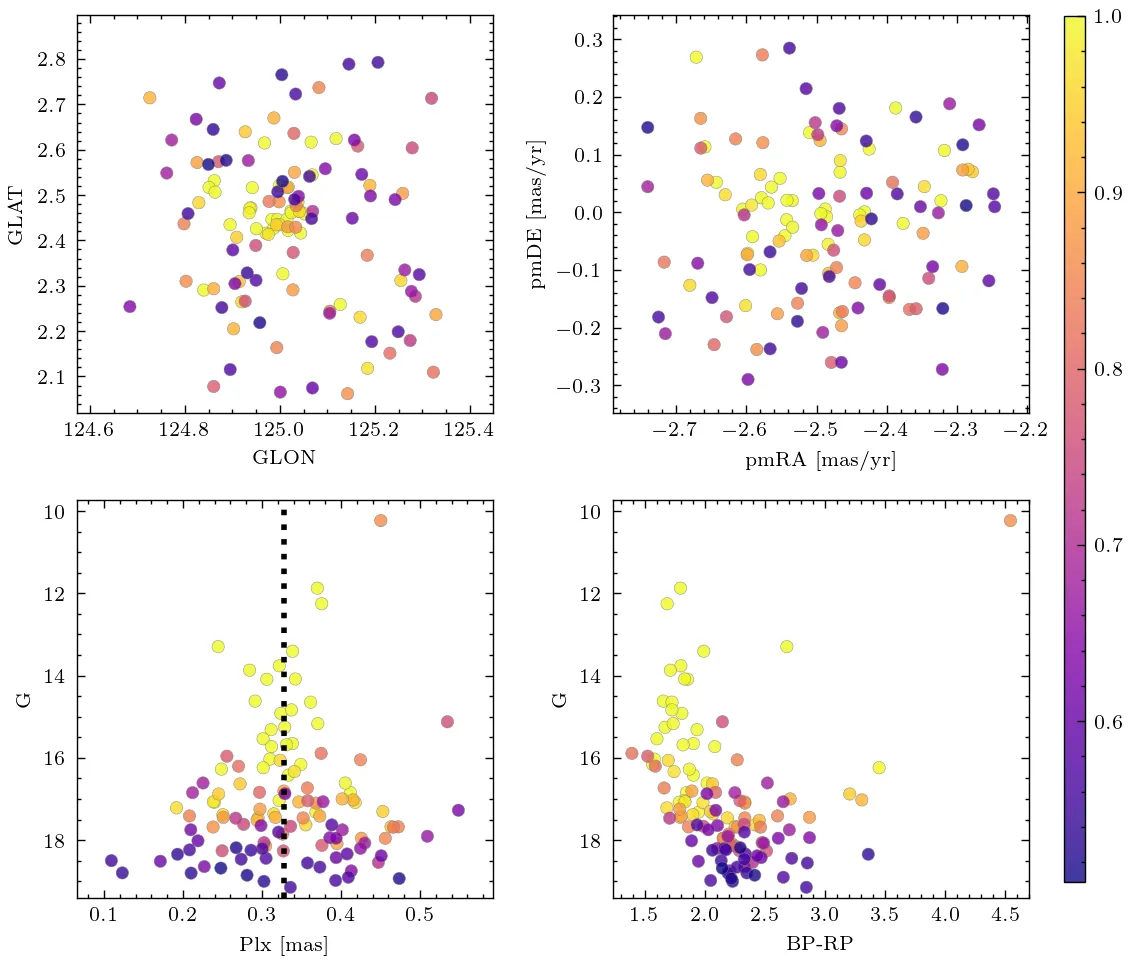 2.8
2.7
2.6
2.5
2.4
2.3
2.2
2.1
GLAT
124.6 124.8 125.0 125.2 125.4
GLON
0.3
0.2
0.1
0.0
−0.1
−0.2
−0.3
pmDE [mas/yr]
−2.7 −2.6 −2.5 −2.4 −2.3 −2.2
pmRA [mas/yr]
10
12
14
16
18
G
0.1 0.2 0.3 0.4 0.5
Plx [mas]
10
12
14
16
18
G
1.5 2.0 2.5 3.0 3.5 4.0 4.5
BP-RP
1.0
0.9
0.8
0.7
0.6